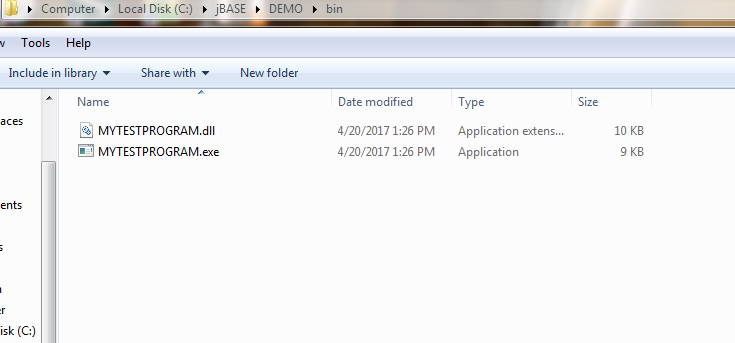 Computer Local Disk (C:) jBASE DEMO bin
w Tools Help
Include in library Share with New folder
Name Date modified Type Size
aces
MYTESTPROGRAM.dll 4/20/2017 1:26 PM Application extens... 10 KB
MYTESTPROGRAM.exe 4/20/2017 1:26 PM Application 9 KB
ents
s
er
isk (C:)